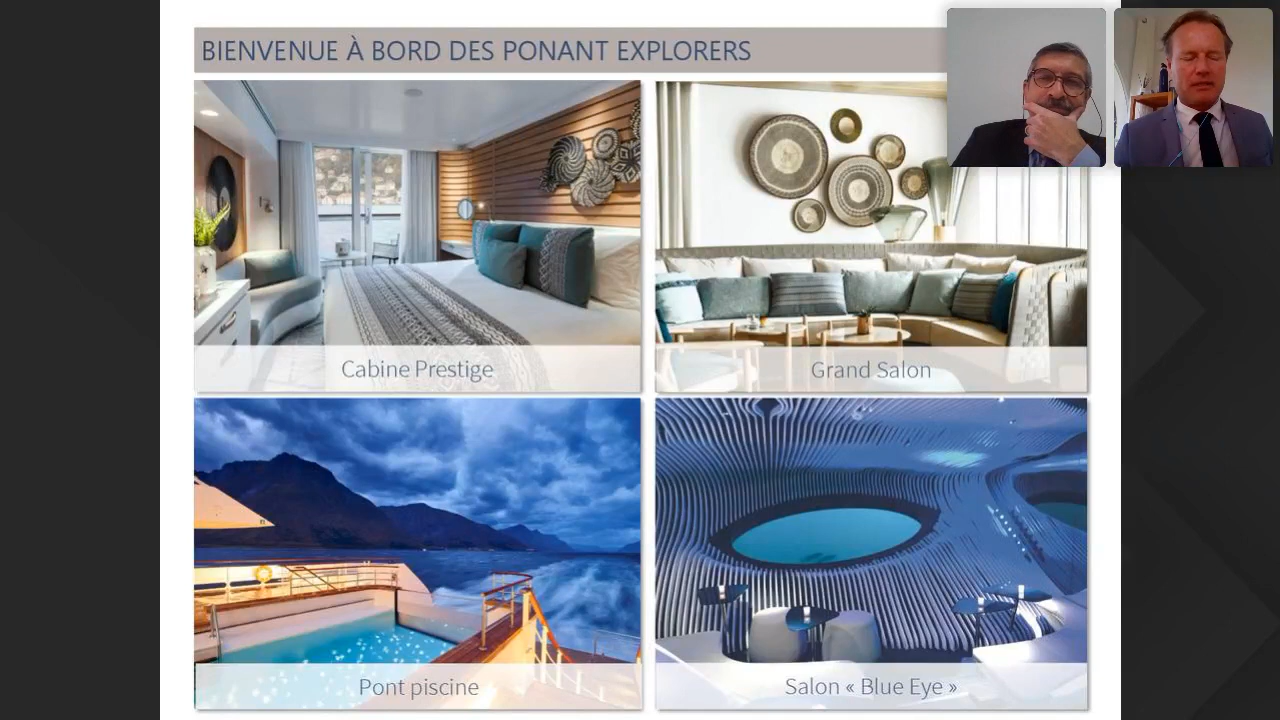 BIENVENUE À BORD DES PONANT EXPLORERS
Cabine Prestige
Grand Salon
Pont piscine
Salon « Blue Eye »